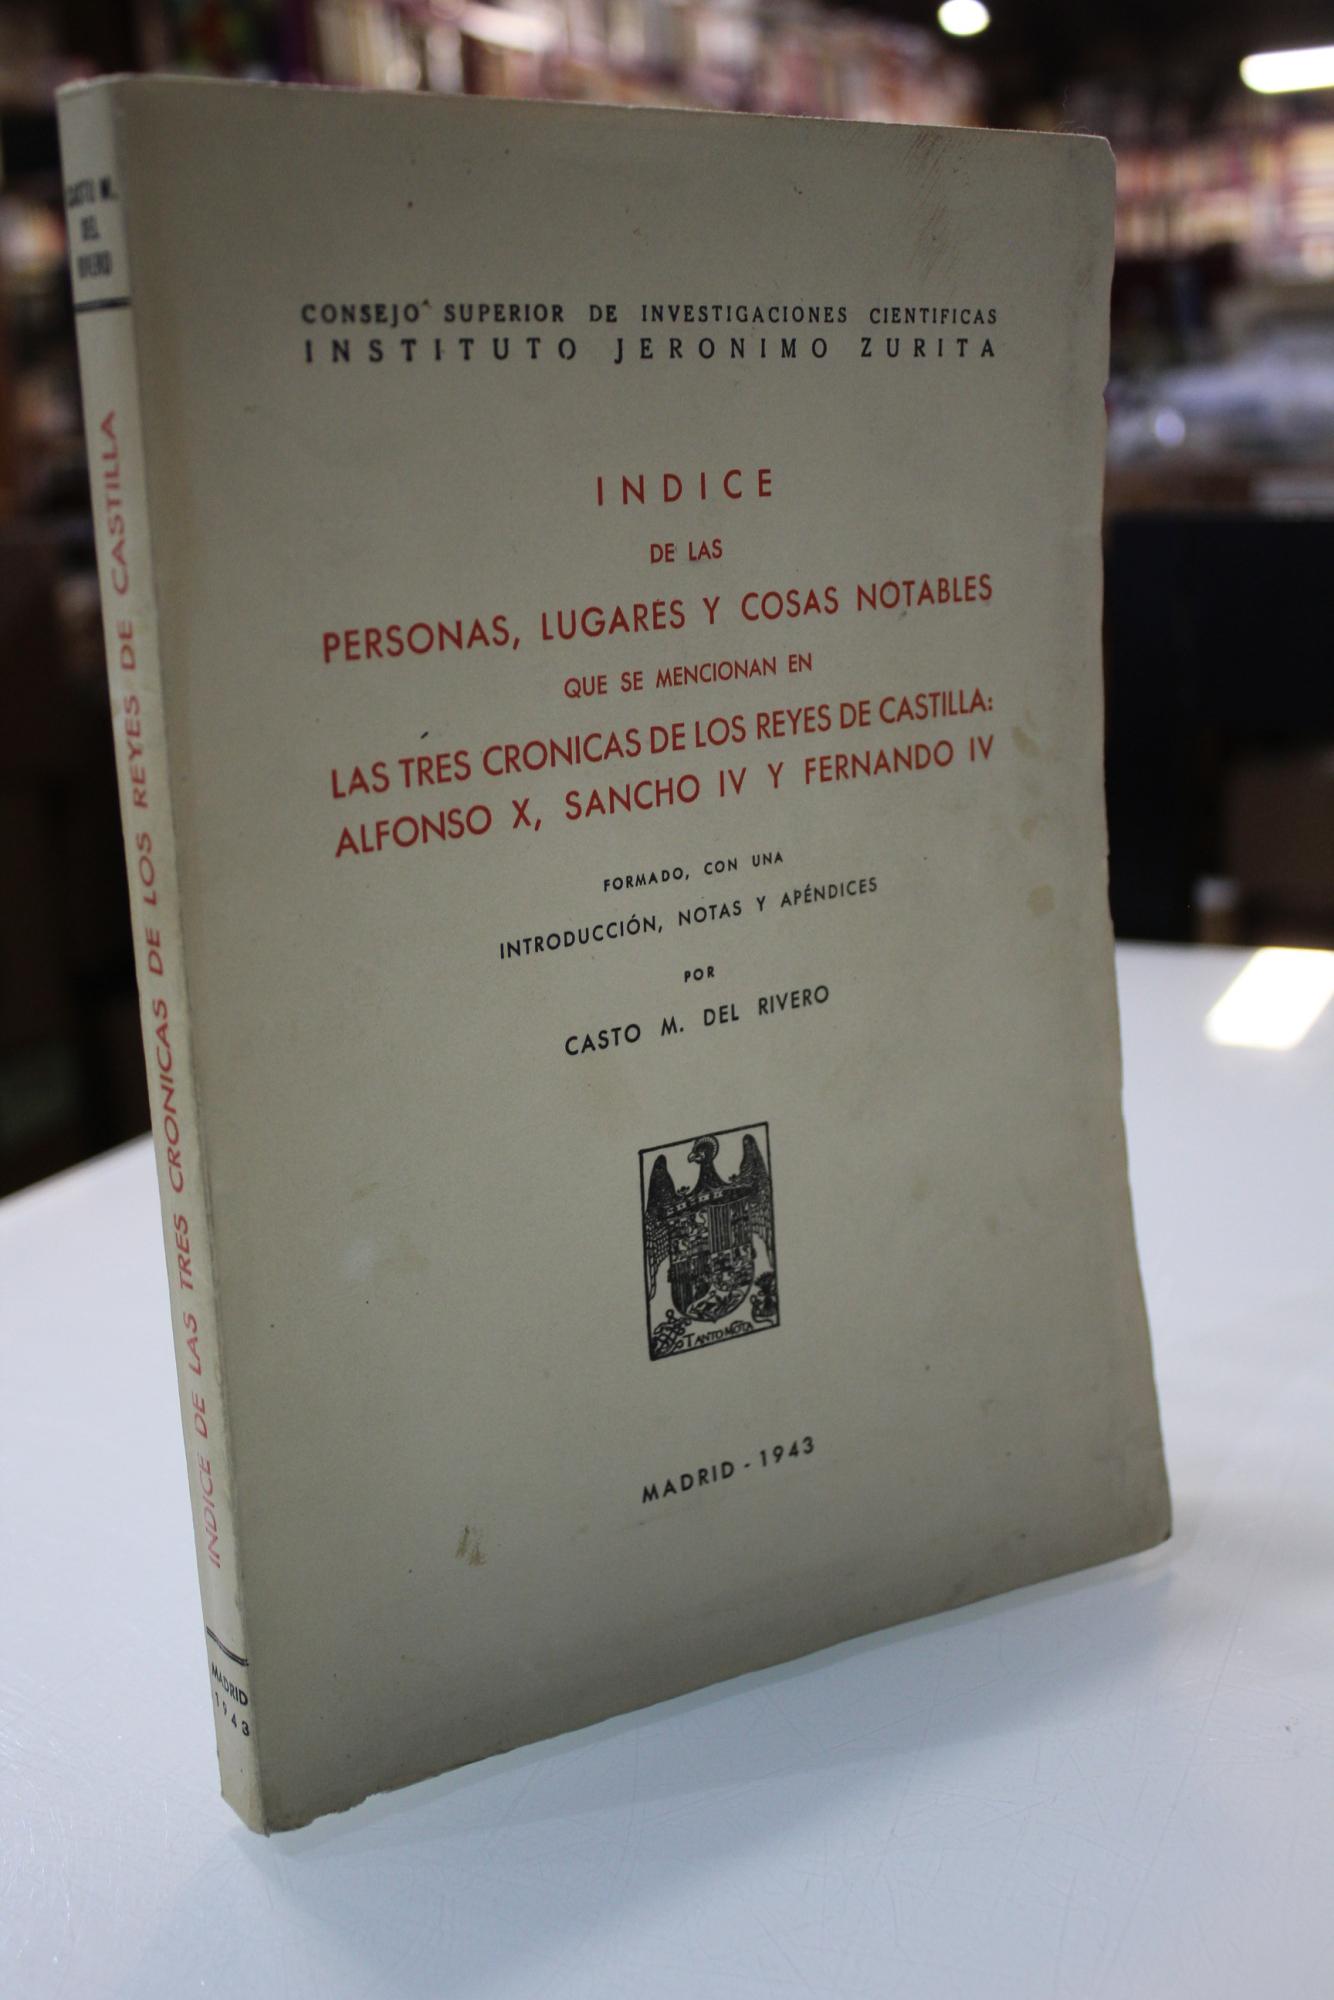 CASTO M.
DEL
RIVERO
INDICE DE LAS TRES CRONICAS DE LOS REYES DE CASTILLA
MADRID
1943
CONSEJO SUPERIOR DE INVESTIGACIONES CIENTIFICAS
INSTITUTO JERONIMO ZURITA
INDICE
DE LAS
PERSONAS, LUGARES Y COSAS NOTABLES
QUE SE MENCIONAN EN
LAS TRES CRONICAS DE LOS REYES DE CASTILLA:
ALFONSO X, SANCHO IV Y FERNANDO IV
FORMADO, CON UNA
INTRODUCCIÓN, NOTAS Y APÉNDICES
POR
CASTO M. DEL RIVERO
TANTO MOTA
MADRID - 1943